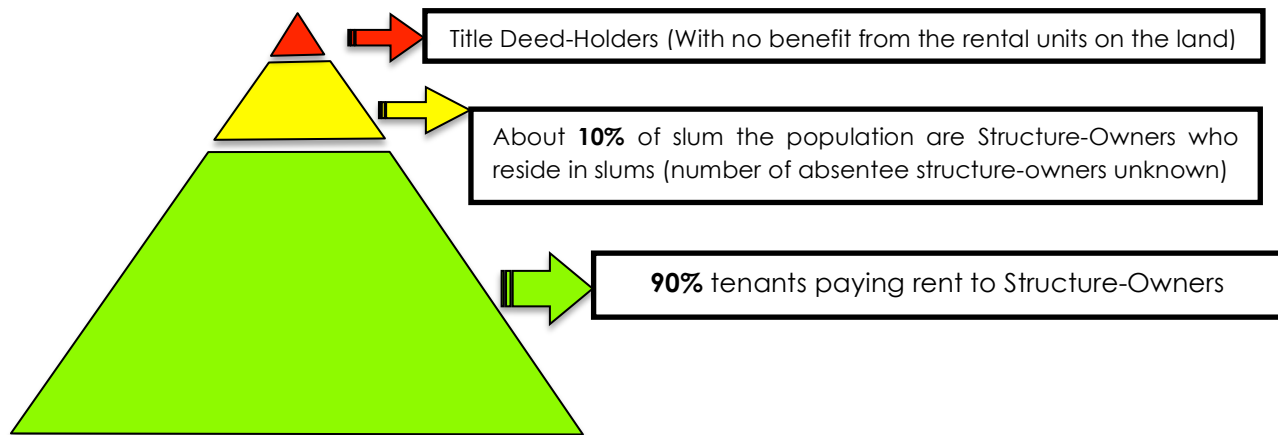 Title Deed-Holders (With no benefit from the rental units on the land)
About 10% of slum the population are Structure-Owners who
reside in slums (number of absentee structure-owners unknown)
90% tenants paying rent to Structure-Owners